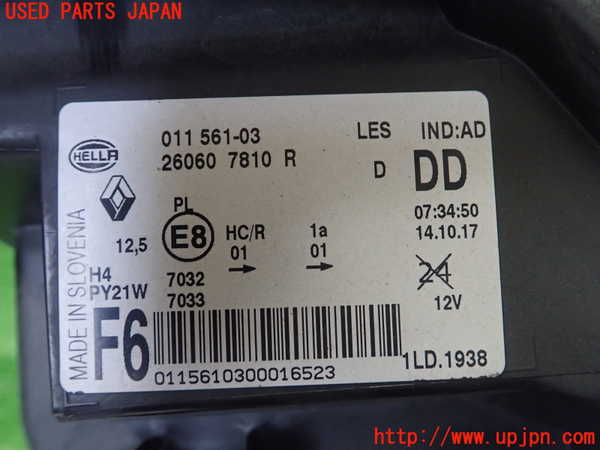 USED PARTS JAPAN
HELLA
011 561-03
LES
IND:AD
26060 7810 R
D
DD
07:34:50
14.10.17
PL
E8
12,5
HC/R
01
1a
01
24
12V
H4
PY21W
7032
7033
MADE IN SLOVENIA
F6
0115610300016523
1LD.1938
UPJ http://www.upjpn.com/